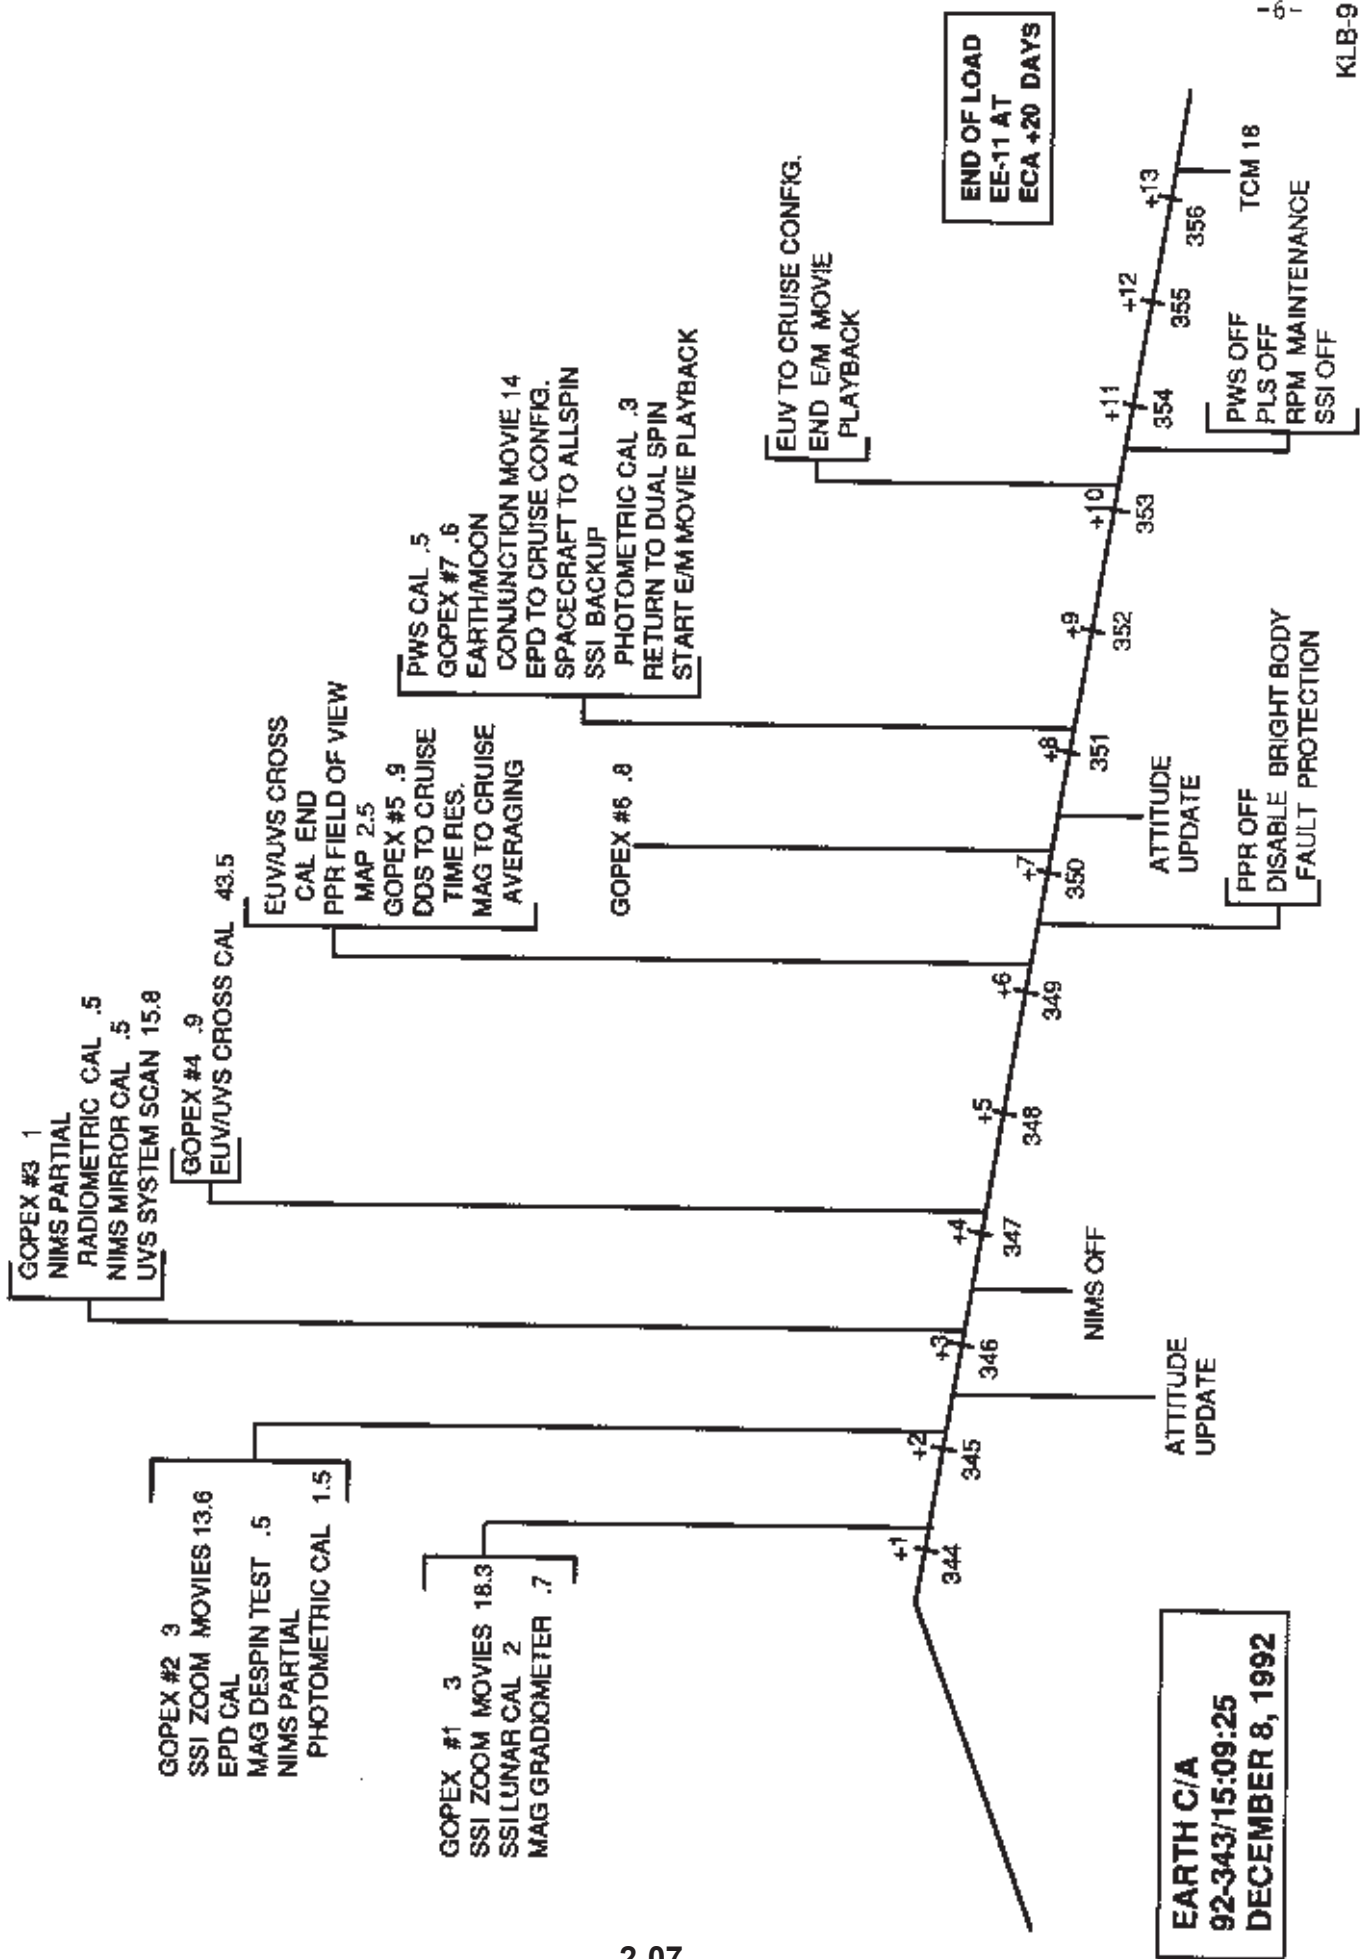 GOPEX #2 3
SSI ZOOM MOVIES 13.6
EPD CAL
MAG DESPIN TEST .5
NIMS PARTIAL
PHOTOMETRIC CAL 1.5
GOPEX #1 3
SSI ZOOM MOVIES 18.3
SSI LUNAR CAL 2
MAG GRADIOMETER .7
GOPEX #3 1
NIMS PARTIAL
RADIOMETRIC CAL .5
NIMS MIRROR CAL .5
UVS SYSTEM SCAN 15.8
GOPEX #4 .9
EUV/UVS CROSS CAL 43.5
EUV/UVS CROSS
CAL END
PPR FIELD OF VIEW
MAP 2.5
GOPEX #5 .9
DDS TO CRUISE
TIME RES.
MAG TO CRUISE
AVERAGING
GOPEX #6 .8
PWS CAL .5
GOPEX #7 .6
EARTH/MOON
CONJUNCTION MOVIE 14
EPD TO CRUISE CONFIG.
SPACECRAFT TO ALLSPIN
SSI BACKUP
PHOTOMETRIC CAL .3
RETURN TO DUAL SPIN
START E/M MOVIE PLAYBACK
EUV TO CRUISE CONFIG.
END E/M MOVIE
PLAYBACK
END OF LOAD
EE-11 AT
ECA +20 DAYS
+1
344
+2
345
+3
346
+4
347
+5
348
+6
349
+7
350
+8
351
+9
352
+10
353
+11
354
+12
355
+13
356
ATTITUDE
UPDATE
NIMS OFF
PPR OFF
DISABLE BRIGHT BODY
FAULT PROTECTION
ATTITUDE
UPDATE
PWS OFF
PLS OFF
RPM MAINTENANCE
SSI OFF
TCM 18
EARTH C/A
92-343/15:09:25
DECEMBER 8, 1992
-6-
KLB-9
2-07